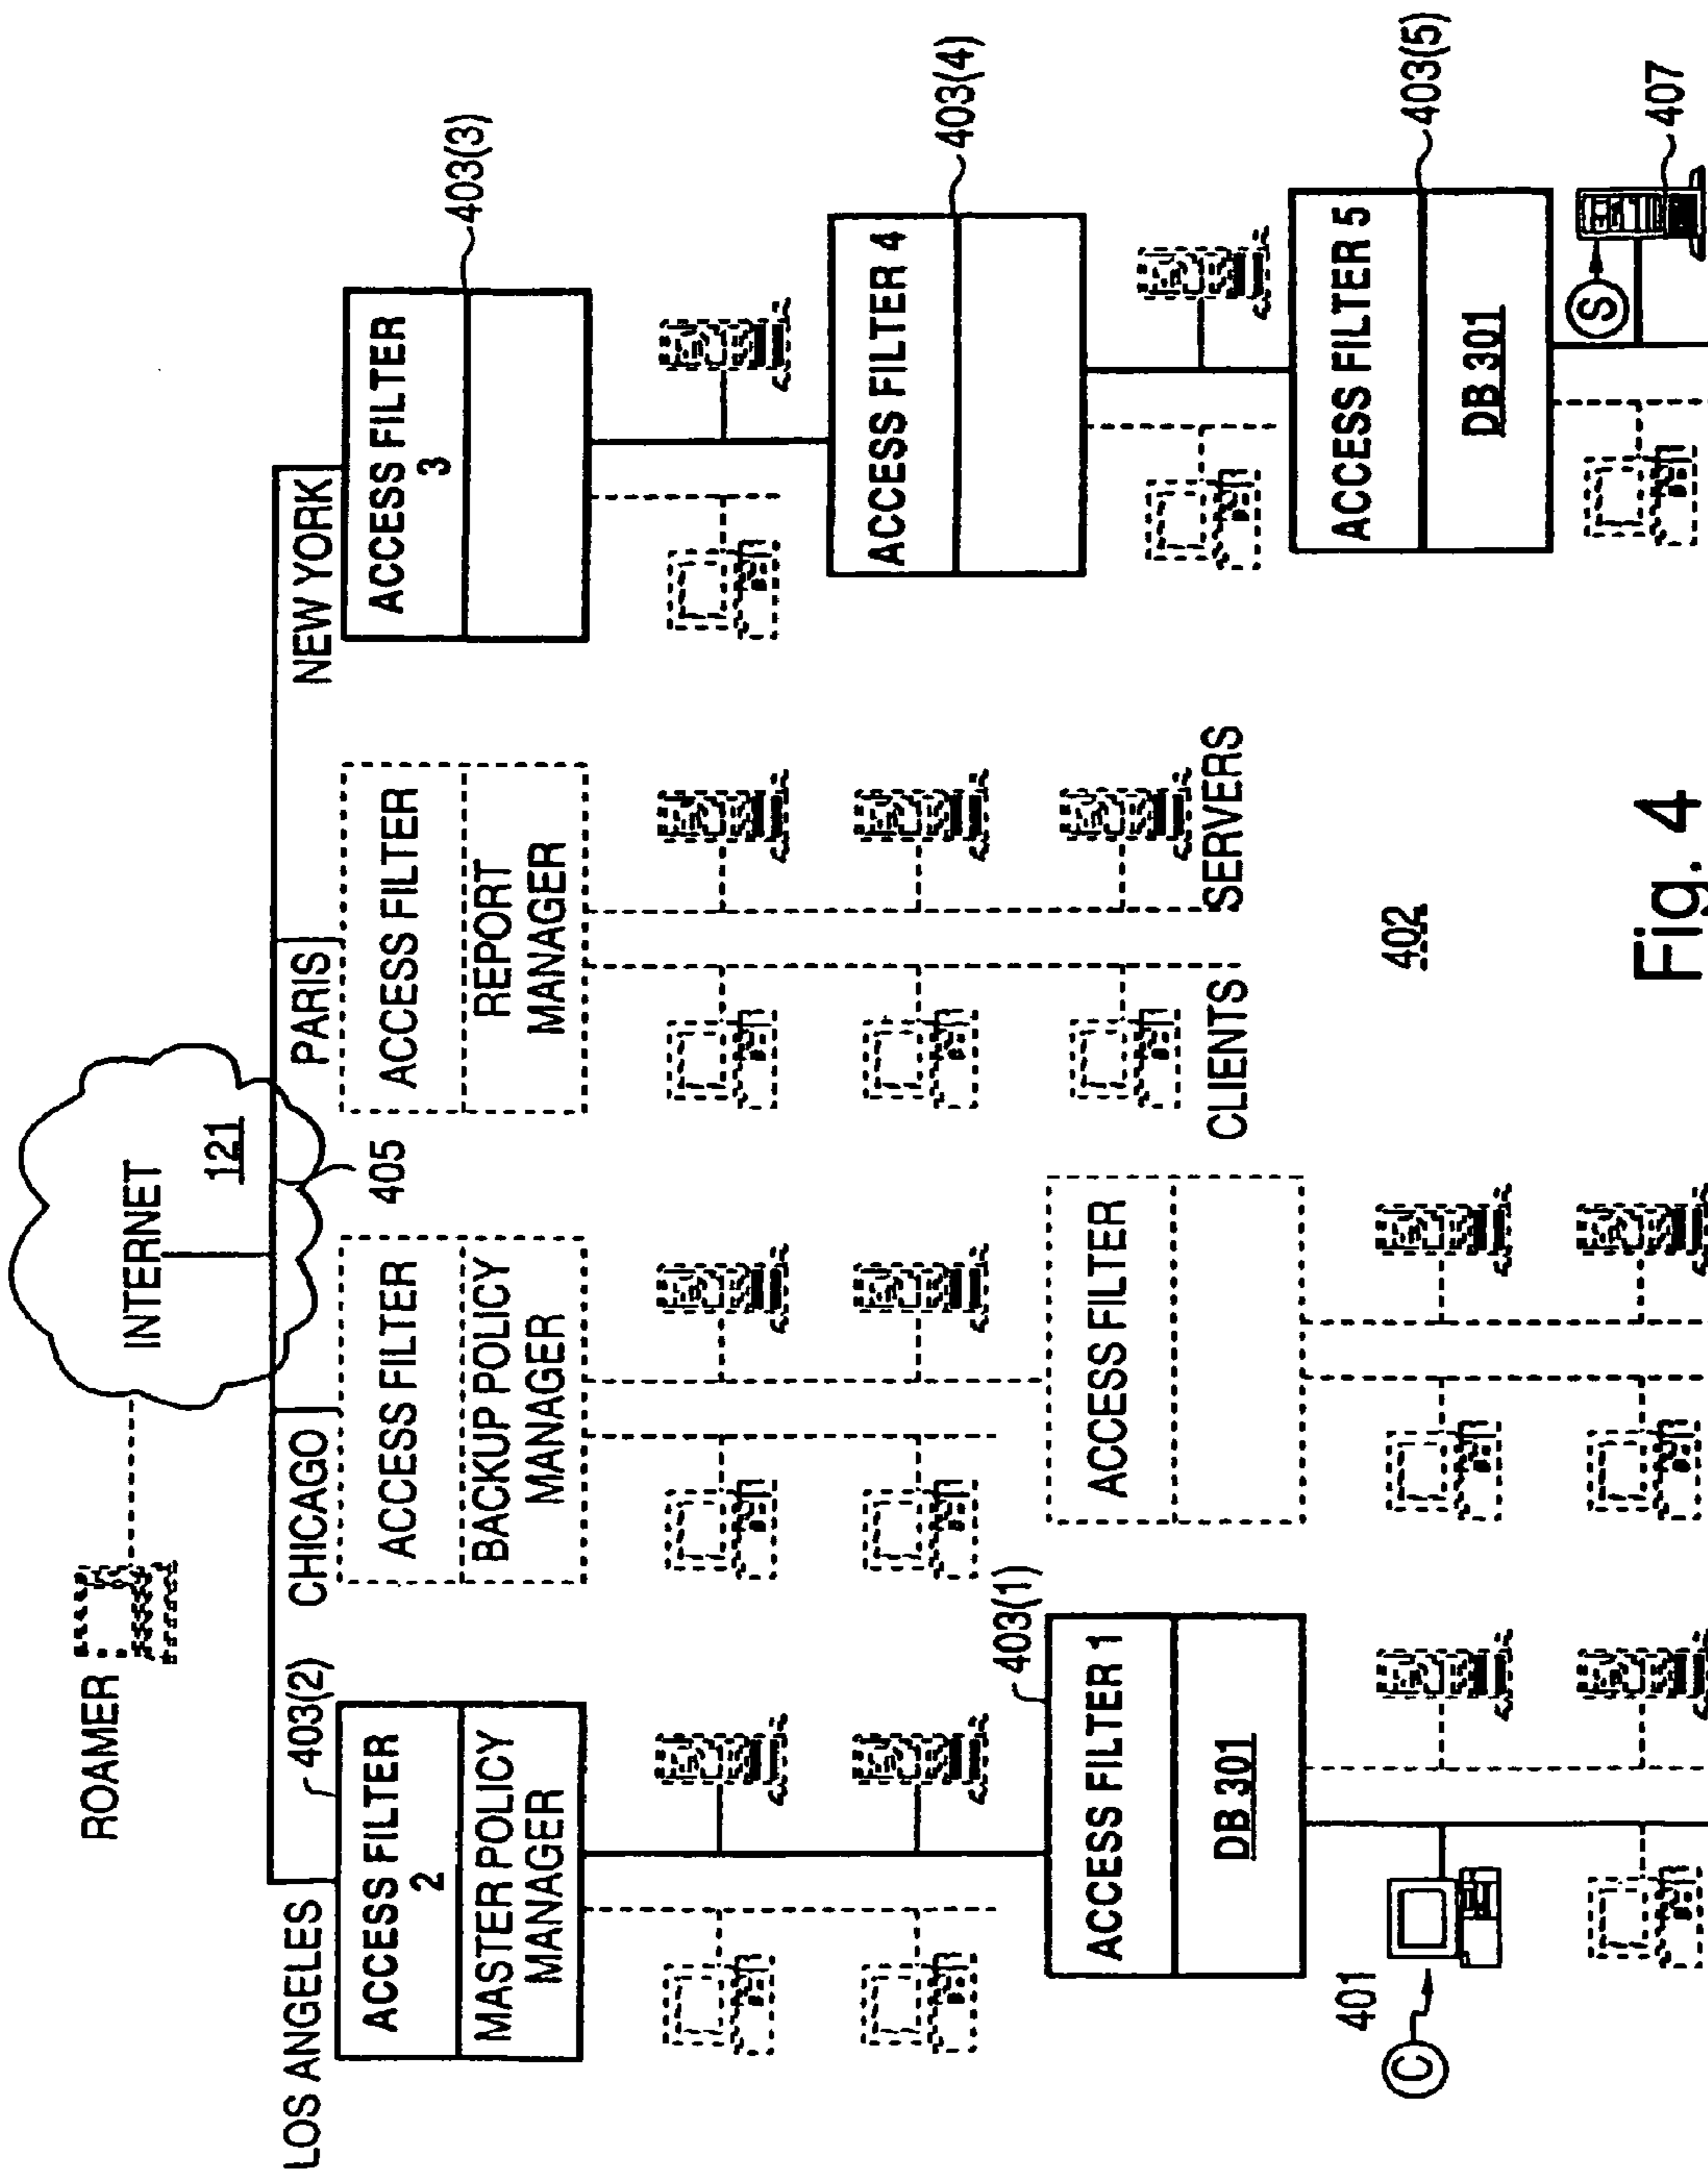 ROAMER
INTERNET
121
LOS ANGELES
403(2)
CHICAGO
405
PARIS
NEW YORK
403(3)
ACCESS FILTER
2
MASTER POLICY
MANAGER
ACCESS FILTER
BACKUP POLICY
MANAGER
ACCESS FILTER
REPORT
MANAGER
ACCESS FILTER
3
403(1)
ACCESS FILTER 1
DB 301
ACCESS FILTER
CLIENTS
SERVERS
ACCESS FILTER 4
403(4)
ACCESS FILTER 5
DB 301
403(5)
401
C
402
S
407
Fig. 4